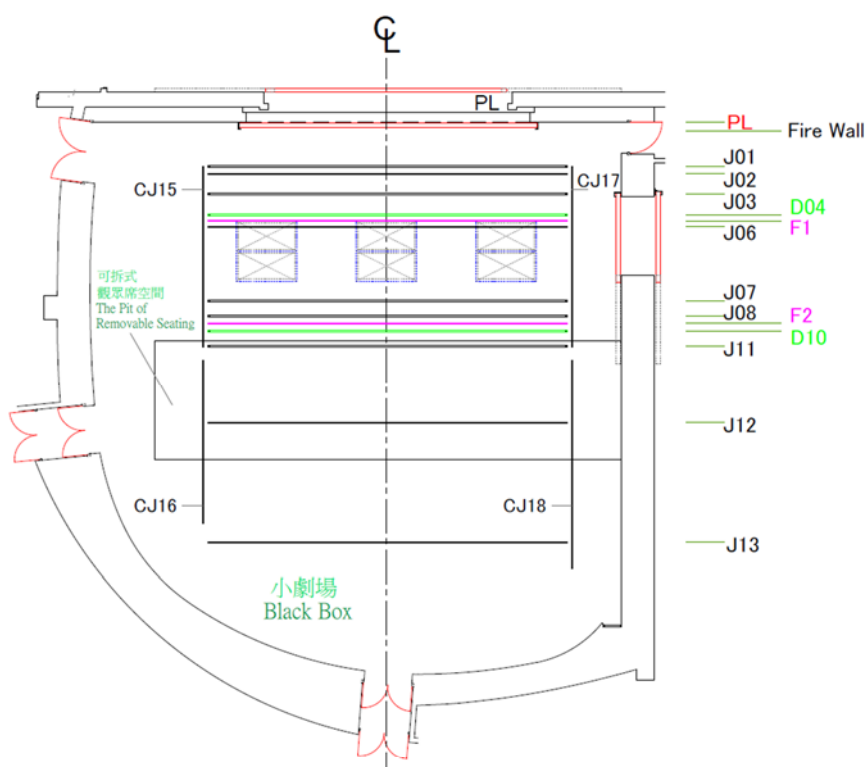 CL
PL
PL
Fire Wall
J01
CJ15
CJ17
J02
J03
D04
F1
J06
可拆式
觀眾席空間
The Pit of
Removable Seating
J07
J08
F2
D10
J11
J12
CJ16
CJ18
J13
小劇場
Black Box